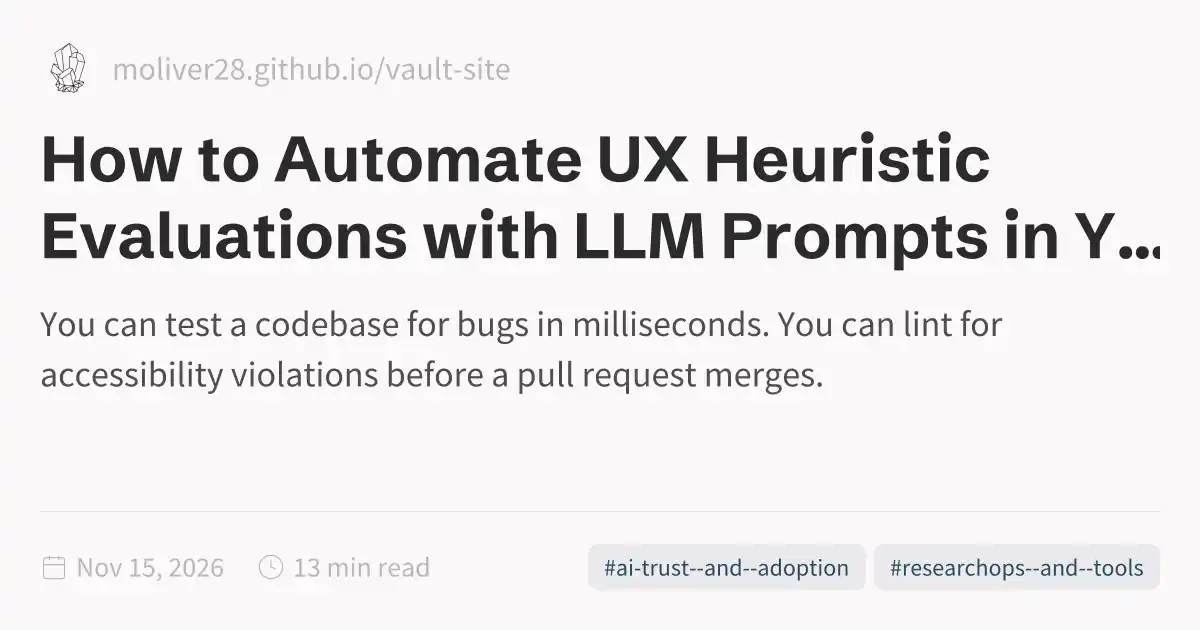 moliver28.github.io/vault-site
How to Automate UX Heuristic
Evaluations with LLM Prompts in Y...
You can test a codebase for bugs in milliseconds. You can lint for
accessibility violations before a pull request merges.
Nov 15, 2026
13 min read
#ai-trust--and--adoption
#researchops--and--tools